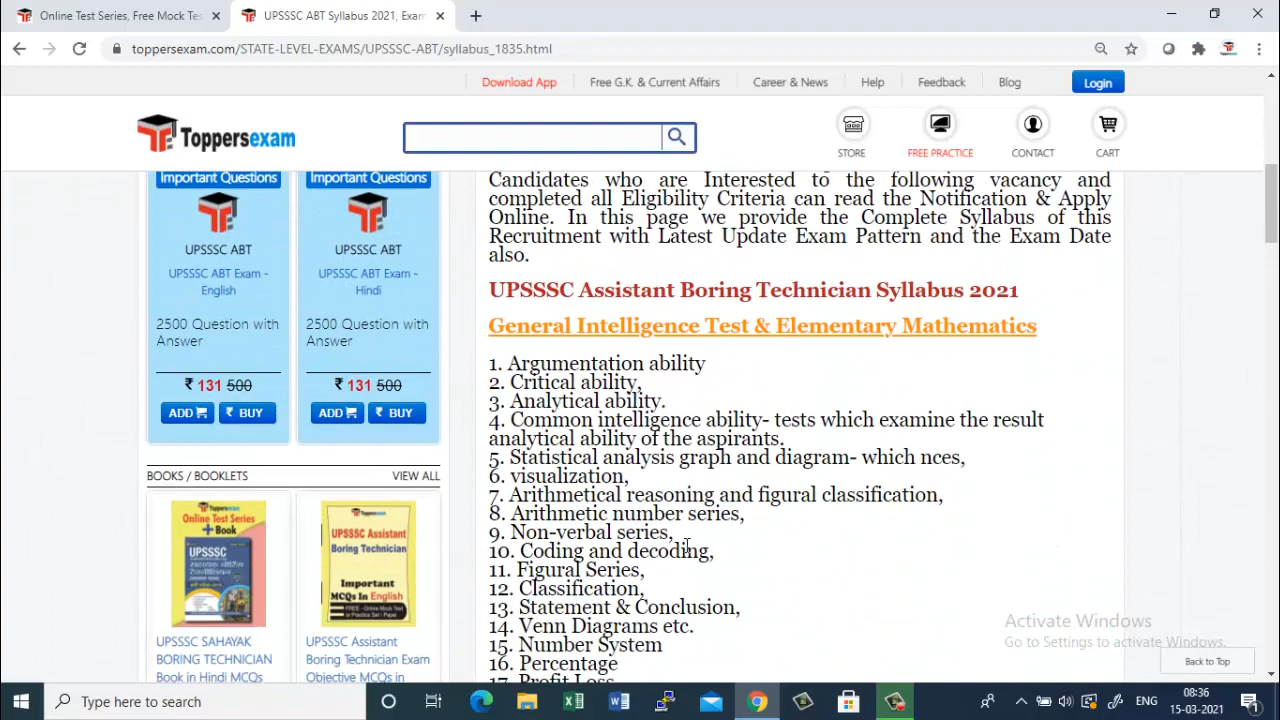 Online Test Series, Free Mock Test
UPSSSC ABT Syllabus 2021, Exam
toppersexam.com/STATE-LEVEL-EXAMS/UPSSSC-ABT/syllabus_1835.html
Download App
Free G.K. & Current Affairs
Career & News
Help
Feedback
Blog
Login
Toppersexam
STORE
FREE PRACTICE
CONTACT
CART
Important Questions
Important Questions
UPSSSC ABT
UPSSSC ABT
UPSSSC ABT Exam -
English
UPSSSC ABT Exam -
Hindi
2500 Question with
Answer
2500 Question with
Answer
₹ 131 500
₹ 131 500
ADD
₹ BUY
ADD
₹ BUY
BOOKS / BOOKLETS
VIEW ALL
Toppersexam
Online Test Series
+Book
UPSSSC
Toppersexam
UPSSSC Assistant
Boring Technician
Important
MCQs In English
UPSSSC SAHAYAK
BORING TECHNICIAN
Book in Hindi MCQs
UPSSSC Assistant
Boring Technician Exam
Objective MCQs in
Candidates who are Interested to the following vacancy and
completed all Eligibility Criteria can read the Notification & Apply
Online. In this page we provide the Complete Syllabus of this
Recruitment with Latest Update Exam Pattern and the Exam Date
also.
UPSSSC Assistant Boring Technician Syllabus 2021
General Intelligence Test & Elementary Mathematics
1. Argumentation ability
2. Critical ability,
3. Analytical ability.
4. Common intelligence ability- tests which examine the result
analytical ability of the aspirants.
5. Statistical analysis graph and diagram- which nces,
6. visualization,
7. Arithmetical reasoning and figural classification,
8. Arithmetic number series,
9. Non-verbal series,
10. Coding and decoding,
11. Figural Series,
12. Classification,
13. Statement & Conclusion,
14. Venn Diagrams etc.
15. Number System
16. Percentage
17. Profit Loss
Activate Windows
Go to Settings to activate Windows.
Back to Top
Type here to search
ENG
08:36
15-03-2021
1